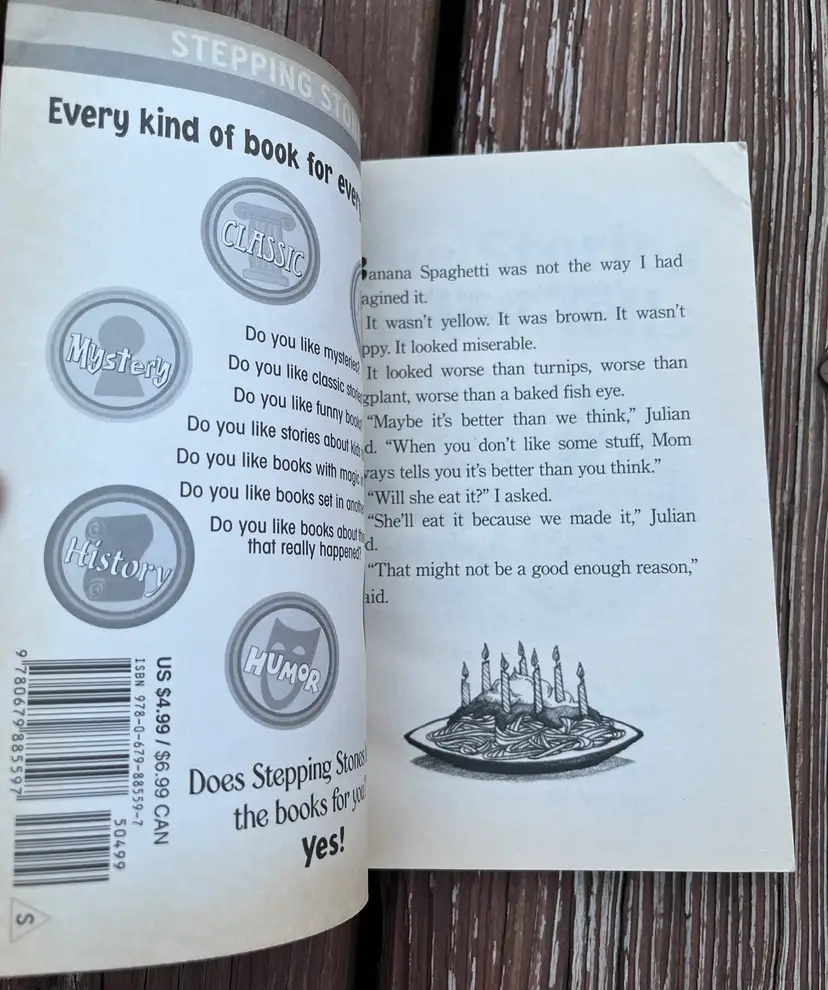 STEPPING STON
Every kind of book for ever
CLASSIC
Mystery
Do you like mysteries?
Do you like classic stories
Do you like funny books
Do you like stories about kids
Do you like books with magic
Do you like books set in anothe
Do you like books about
that really happened?
History
HUMOR
Does Stepping Stones
the books for you?
Yes!
US $4.99 / $6.99 CAN
ISBN 978-0-679-88559-7
9 780679 885597
50499
S
anana Spaghetti was not the way I had
agined it.
It wasn't yellow. It was brown. It wasn't
ppy. It looked miserable.
It looked worse than turnips, worse than
gplant, worse than a baked fish eye.
"Maybe it's better than we think," Julian
d. "When you don't like some stuff, Mom
ways tells you it's better than you think."
"Will she eat it?" I asked.
"She'll eat it because we made it," Julian
d.
"That might not be a good enough reason,"
aid.